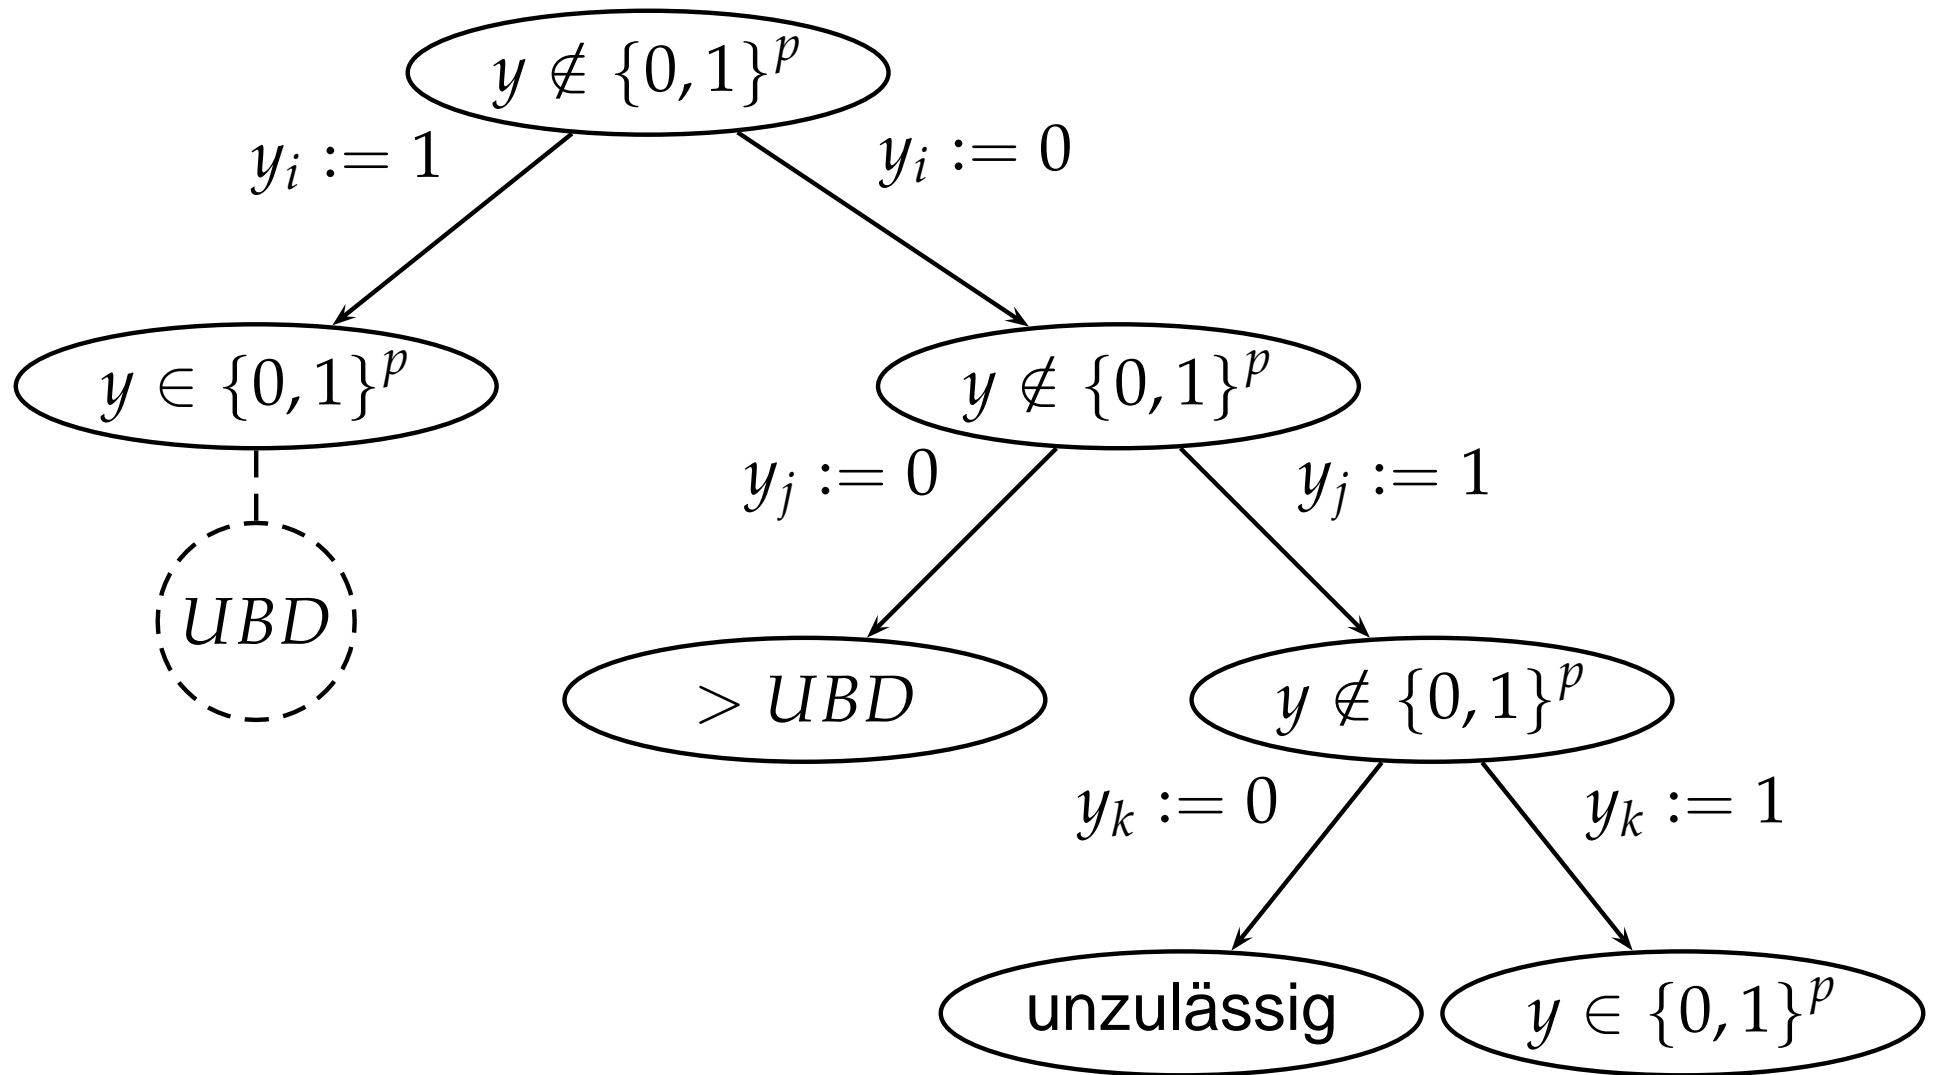 y ∉ {0, 1}^p
y_i := 1
y_i := 0
y ∈ {0, 1}^p
y ∉ {0, 1}^p
y_j := 0
y_j := 1
UBD
> UBD
y ∉ {0, 1}^p
y_k := 0
y_k := 1
unzulässig
y ∈ {0, 1}^p